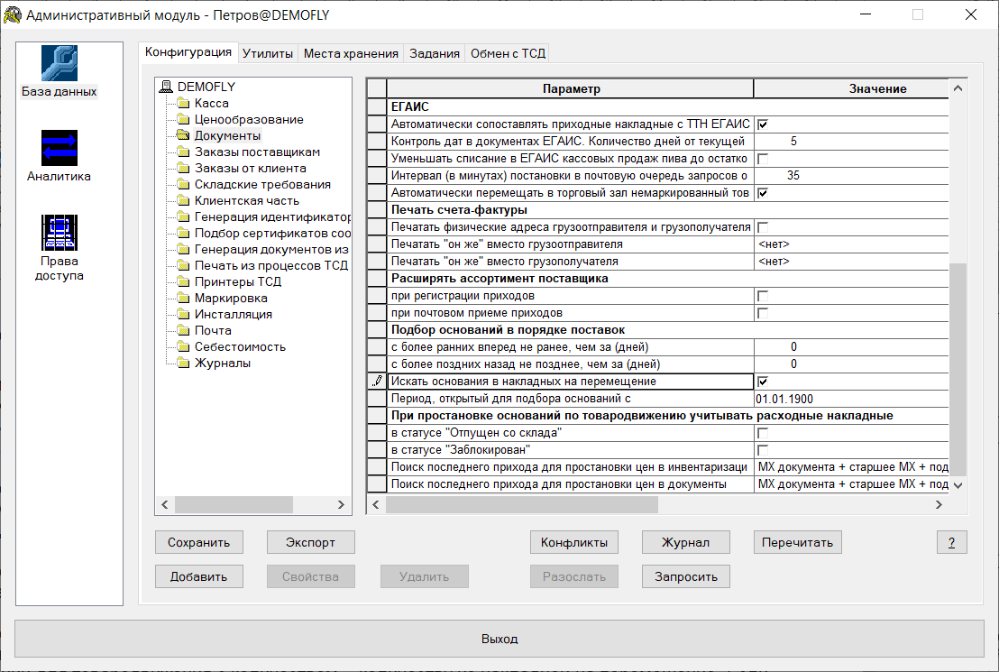 Административный модуль - Петров@DEMOFLY
База данных
Аналитика
Права
доступа
Конфигурация
Утилиты
Места хранения
Задания
Обмен с ТСД
DEMOFLY
Касса
Ценообразование
Документы
Заказы поставщикам
Заказы от клиента
Складские требования
Клиентская часть
Генерация идентификатор
Подбор сертификатов соо
Генерация документов из
Печать из процессов ТСД
Принтеры ТСД
Маркировка
Инсталляция
Почта
Себестоимость
Журналы
Параметр Значение
ЕГАИС
Автоматически сопоставлять приходные накладные с ТТН ЕГАИС
Контроль дат в документах ЕГАИС. Количество дней от текущей 5
Уменьшать списание в ЕГАИС кассовых продаж пива до остатко
Интервал (в минутах) постановки в почтовую очередь запросов о 35
Автоматически перемещать в торговый зал немаркированный тов
Печать счета-фактуры
Печатать физические адреса грузоотправителя и грузополучателя
Печатать "он же" вместо грузоотправителя <нет>
Печатать "он же" вместо грузополучателя <нет>
Расширять ассортимент поставщика
при регистрации приходов
при почтовом приеме приходов
Подбор оснований в порядке поставок
с более ранних вперед не ранее, чем за (дней) 0
с более поздних назад не позднее, чем за (дней) 0
Искать основания в накладных на перемещение
Период, открытый для подбора оснований с 01.01.1900
При простановке оснований по товародвижению учитывать расходные накладные
в статусе "Отпущен со склада"
в статусе "Заблокирован"
Поиск последнего прихода для простановки цен в инвентаризаци МХ документа + старшее МХ + под
Поиск последнего прихода для простановки цен в документы МХ документа + старшее МХ + под
Сохранить Экспорт Конфликты Журнал Перечитать ?
Добавить Свойства Удалить Разослать Запросить
Выход